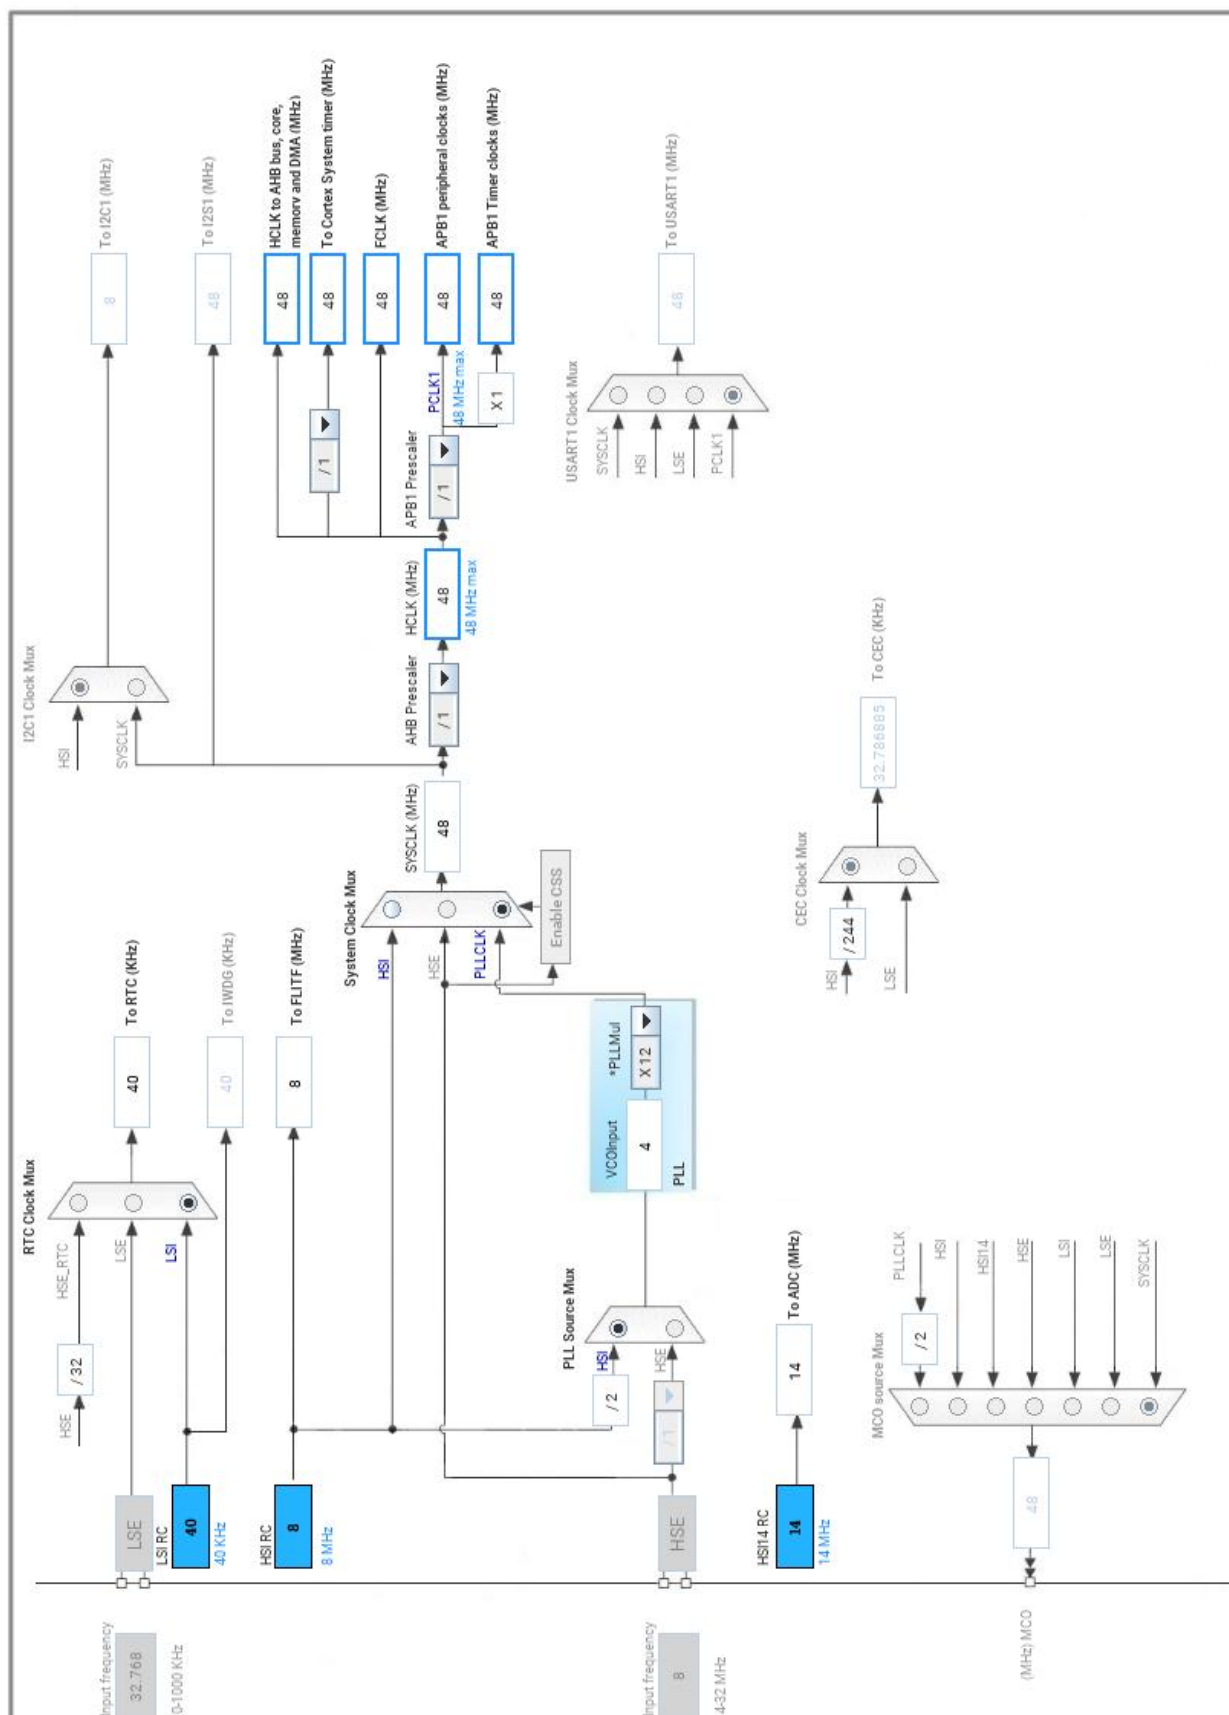 RTC Clock Mux
HSE
/ 32
HSE_RTC
Input frequency
32.768
0-1000 KHz
LSE
LSE
LSI RC
40
40 KHz
LSI
40
To RTC (KHz)
40
To IWDG (KHz)
HSI RC
8
8 MHz
8
To FLITF (MHz)
I2C1 Clock Mux
HSI
SYSCLK
8
To I2C1 (MHz)
48
To I2S1 (MHz)
System Clock Mux
HSI
HSE
PLLCLK
Enable CSS
SYSCLK (MHz)
48
AHB Prescaler
/ 1
HCLK (MHz)
48
48 MHz max
APB1 Prescaler
/ 1
PCLK1
48 MHz max
/ 1
X 1
48
HCLK to AHB bus, core,
memory and DMA (MHz)
48
To Cortex System timer (MHz)
48
FCLK (MHz)
48
APB1 peripheral clocks (MHz)
48
APB1 Timer clocks (MHz)
PLL Source Mux
/ 2
HSI
HSE
/ 1
Input frequency
8
4-32 MHz
HSE
VCOInput
4
*PLLMul
X 12
PLL
USART1 Clock Mux
SYSCLK
HSI
LSE
PCLK1
48
To USART1 (MHz)
HSI14 RC
14
14 MHz
14
To ADC (MHz)
CEC Clock Mux
HSI
/ 244
LSE
32.786885
To CEC (KHz)
MCO source Mux
/ 2
PLLCLK
HSI
HSI14
HSE
LSI
LSE
SYSCLK
48
(MHz) MCO